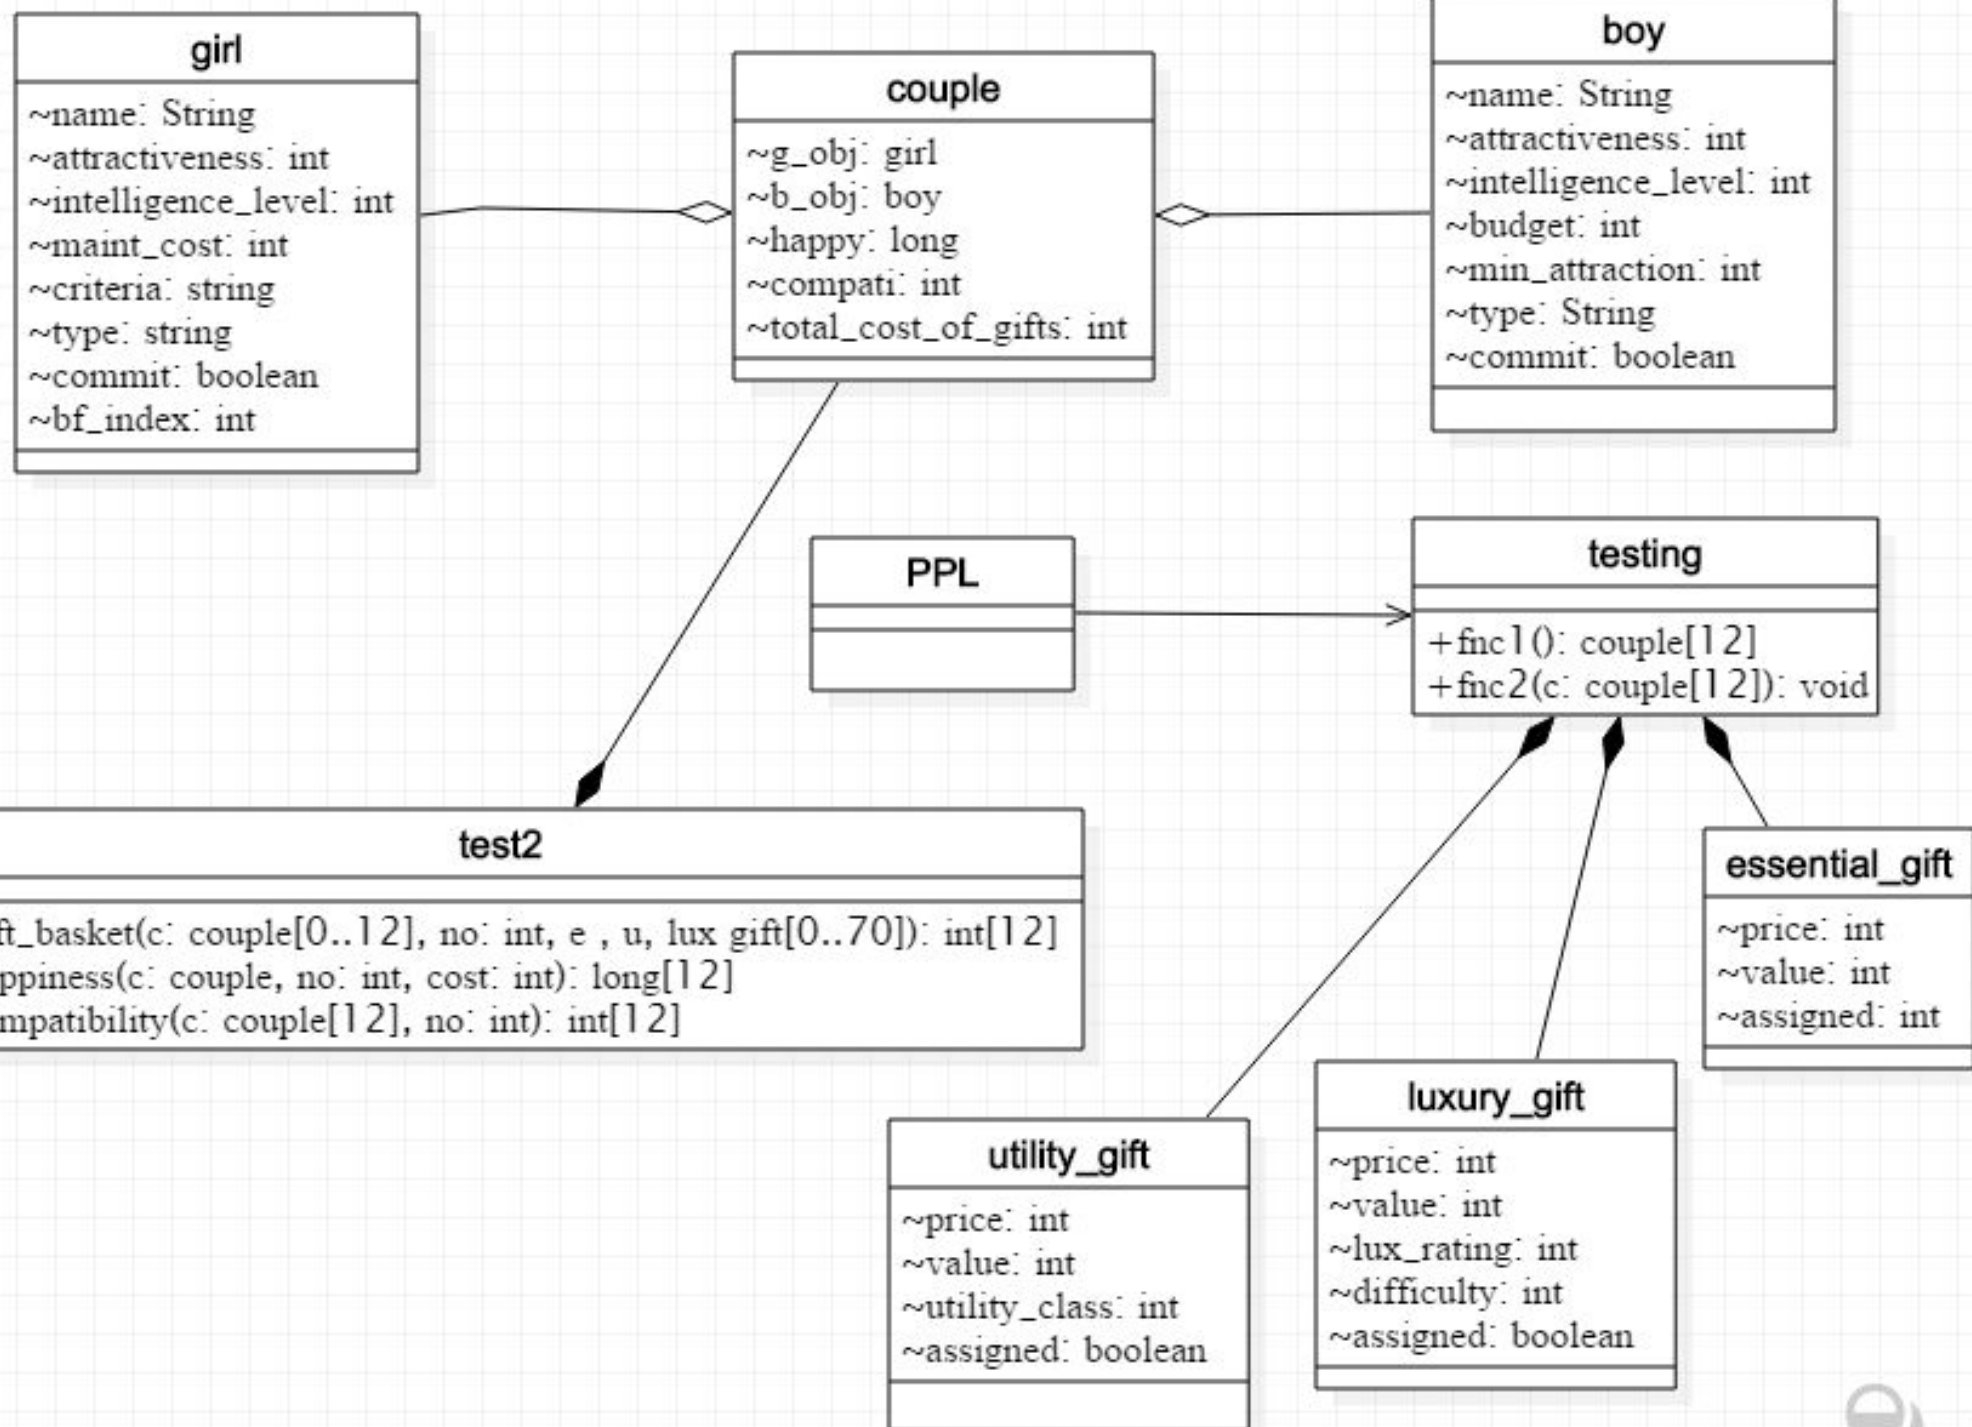 girl
~name: String
~attractiveness: int
~intelligence_level: int
~maint_cost: int
~criteria: string
~type: string
~commit: boolean
~bf_index: int
couple
~g_obj: girl
~b_obj: boy
~happy: long
~compati: int
~total_cost_of_gifts: int
boy
~name: String
~attractiveness: int
~intelligence_level: int
~budget: int
~min_attraction: int
~type: String
~commit: boolean
PPL
testing
+fnc1(): couple[12]
+fnc2(c: couple[12]): void
test2
ft_basket(c: couple[0..12], no: int, e , u, lux gift[0..70]): int[12]
ppiness(c: couple, no: int, cost: int): long[12]
mpatibility(c: couple[12], no: int): int[12]
essential_gift
~price: int
~value: int
~assigned: int
utility_gift
~price: int
~value: int
~utility_class: int
~assigned: boolean
luxury_gift
~price: int
~value: int
~lux_rating: int
~difficulty: int
~assigned: boolean